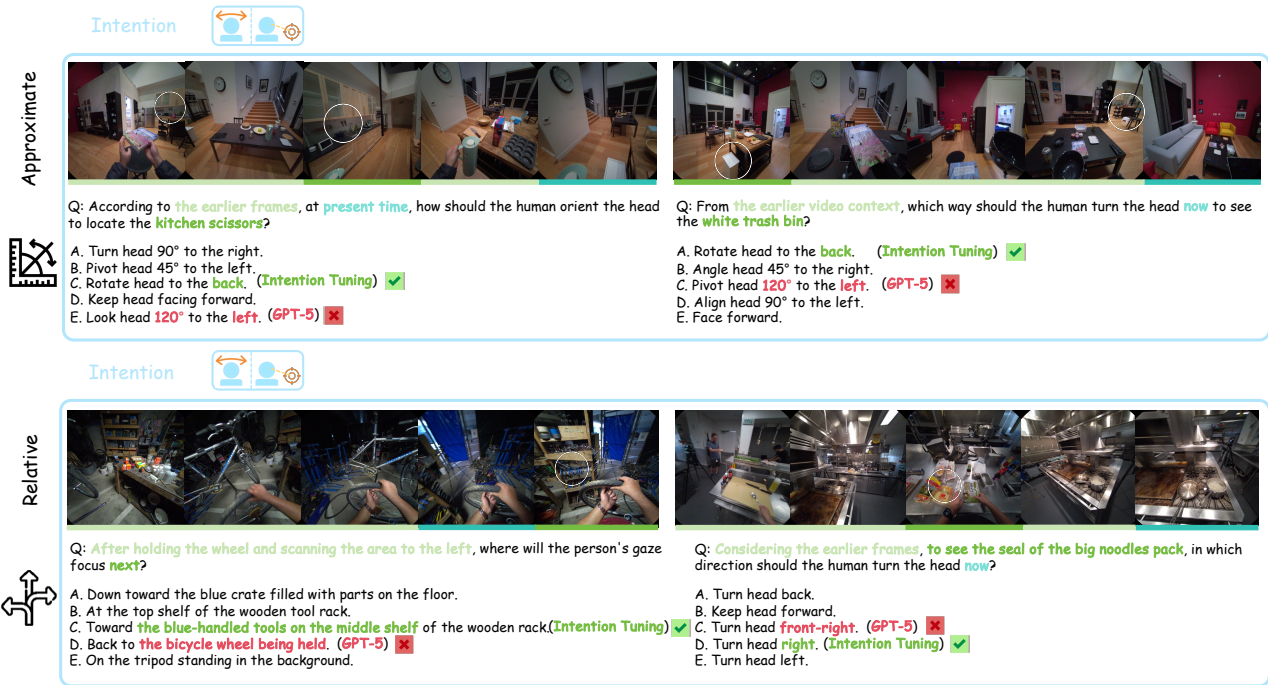 Intention
Approximate
Q: According to the earlier frames, at present time, how should the human orient the head
to locate the kitchen scissors?
A. Turn head 90° to the right.
B. Pivot head 45° to the left.
C. Rotate head to the back. (Intention Tuning)
D. Keep head facing forward.
E. Look head 120° to the left. (GPT-5)
Q: From the earlier video context, which way should the human turn the head now to see
the white trash bin?
A. Rotate head to the back. (Intention Tuning)
B. Angle head 45° to the right.
C. Pivot head 120° to the left. (GPT-5)
D. Align head 90° to the left.
E. Face forward.
Intention
Relative
Q: After holding the wheel and scanning the area to the left, where will the person's gaze
focus next?
A. Down toward the blue crate filled with parts on the floor.
B. At the top shelf of the wooden tool rack.
C. Toward the blue-handled tools on the middle shelf of the wooden rack.(Intention Tuning)
D. Back to the bicycle wheel being held. (GPT-5)
E. On the tripod standing in the background.
Q: Considering the earlier frames, to see the seal of the big noodles pack, in which
direction should the human turn the head now?
A. Turn head back.
B. Keep head forward.
C. Turn head front-right. (GPT-5)
D. Turn head right. (Intention Tuning)
E. Turn head left.